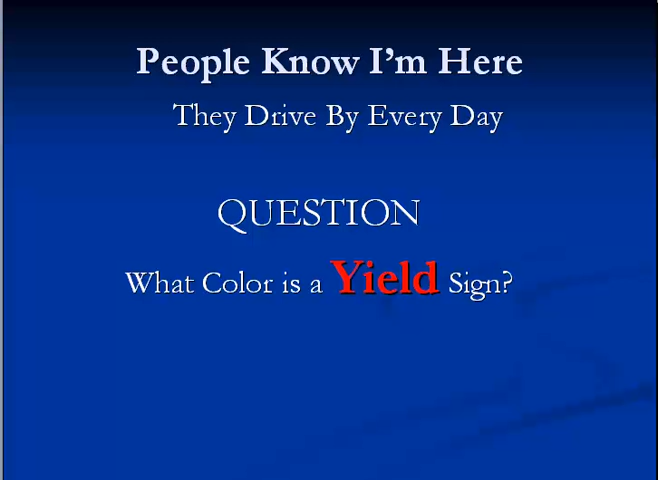 People Know I'm Here
They Drive By Every Day
QUESTION
What Color is a Yield Sign?